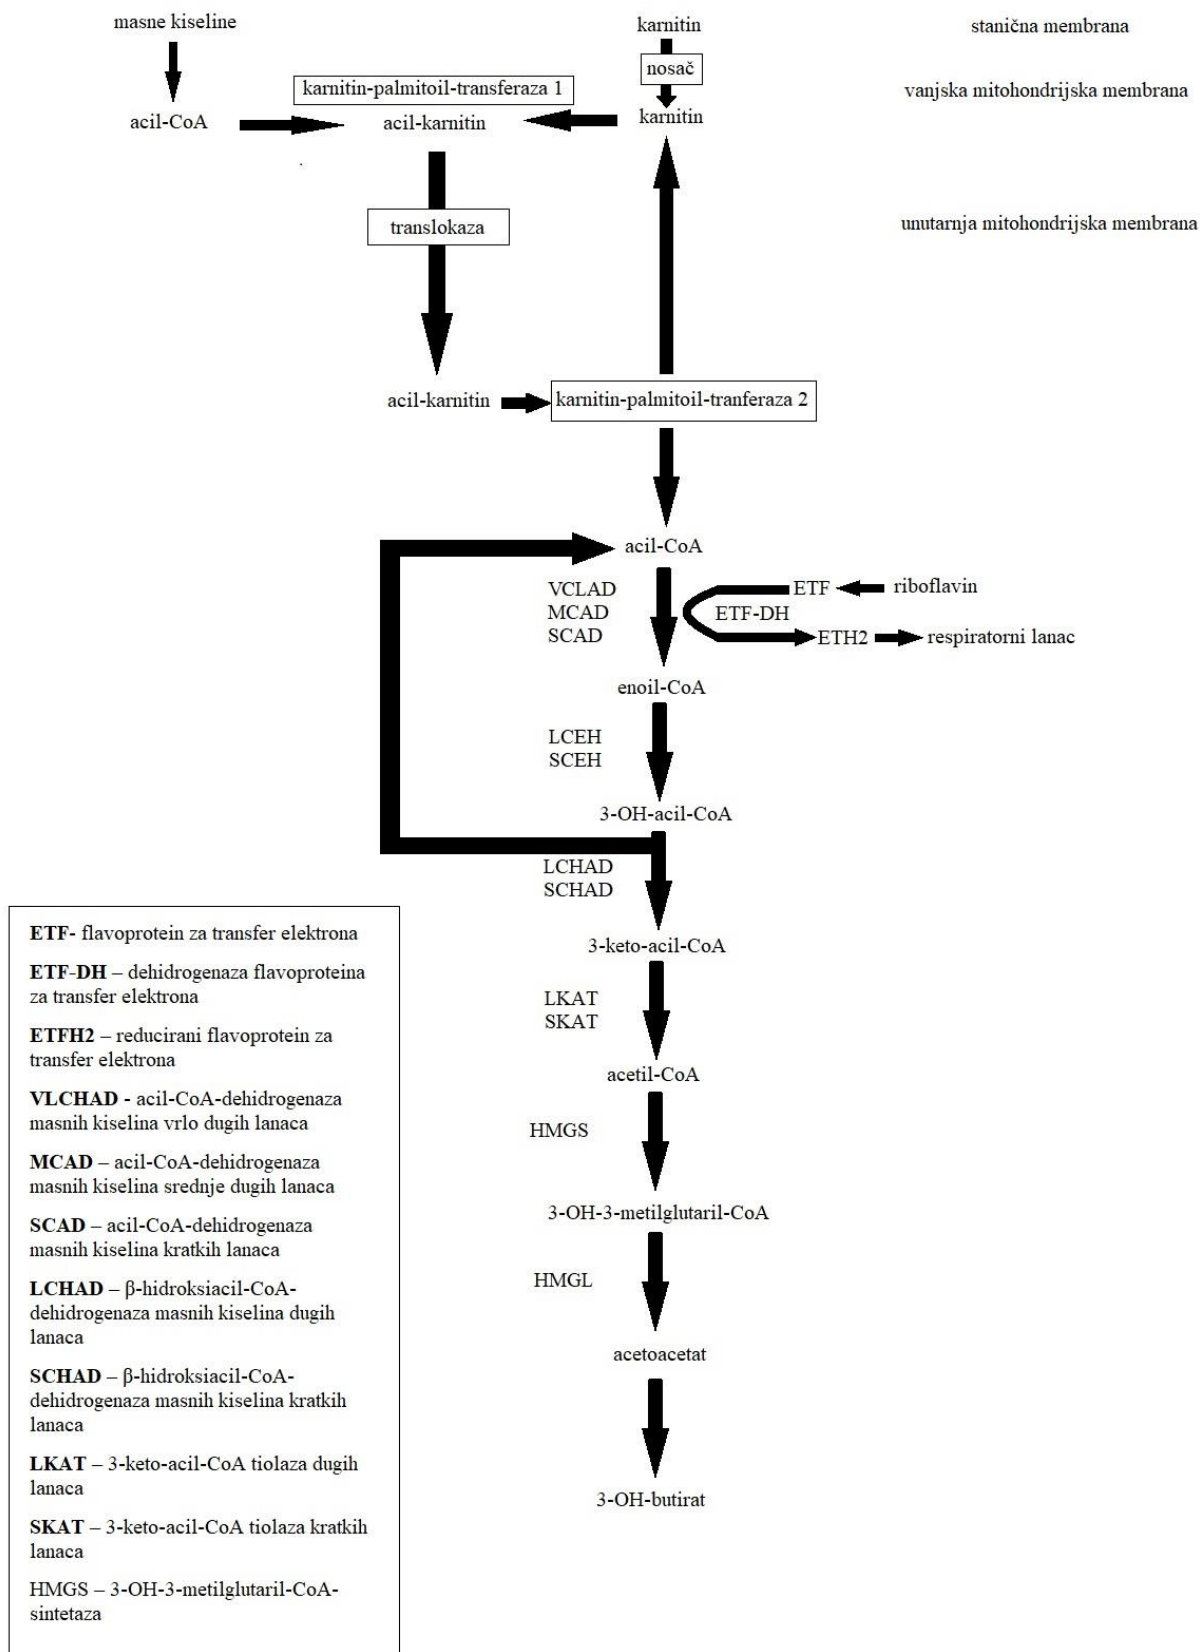 masne kiseline
karnitin
stanična membrana
nosač
karnitin-palmitoil-transferaza 1
vanjska mitohondrijska membrana
acil-CoA
acil-karnitin
karnitin
translokaza
unutarnja mitohondrijska membrana
acil-karnitin
karnitin-palmitoil-tranferaza 2
acil-CoA
VCLAD
MCAD
SCAD
ETF
riboflavin
ETF-DH
ETH2
respiratorni lanac
enoil-CoA
LCEH
SCEH
3-OH-acil-CoA
LCHAD
SCHAD
3-keto-acil-CoA
LKAT
SKAT
acetil-CoA
HMGS
3-OH-3-metilglutaril-CoA
HMGL
acetoacetat
3-OH-butirat
ETF- flavoprotein za transfer elektrona
ETF-DH – dehidrogenaza flavoproteina
za transfer elektrona
ETFH2 – reducirani flavoprotein za
transfer elektrona
VLCHAD - acil-CoA-dehidrogenaza
masnih kiselina vrlo dugih lanaca
MCAD – acil-CoA-dehidrogenaza
masnih kiselina srednje dugih lanaca
SCAD – acil-CoA-dehidrogenaza
masnih kiselina kratkih lanaca
LCHAD – β-hidroksiacil-CoA-
dehidrogenaza masnih kiselina dugih
lanaca
SCHAD – β-hidroksiacil-CoA-
dehidrogenaza masnih kiselina kratkih
lanaca
LKAT – 3-keto-acil-CoA tiolaza dugih
lanaca
SKAT – 3-keto-acil-CoA tiolaza kratkih
lanaca
HMGS – 3-OH-3-metilglutaril-CoA-
sintetaza